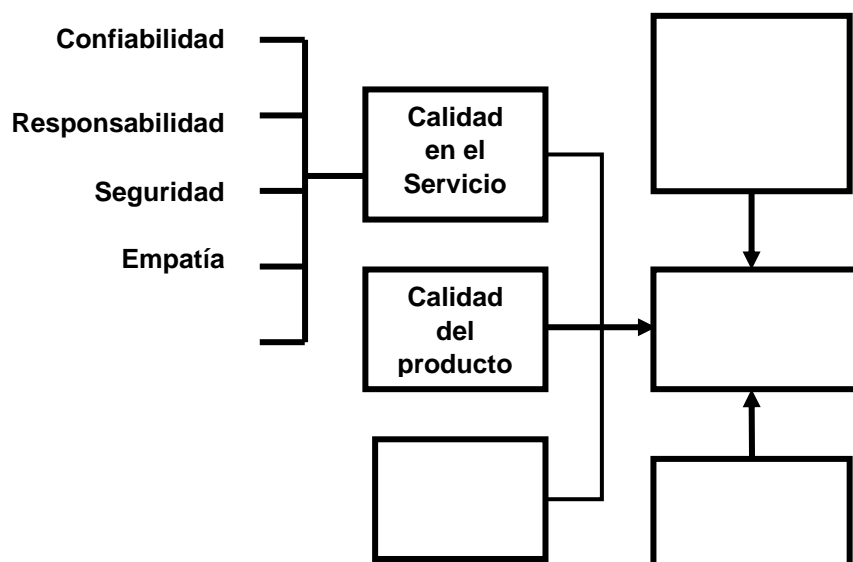 Confiabilidad
Responsabilidad
Seguridad
Empatía
Calidad
en el
Servicio
Calidad
del
producto